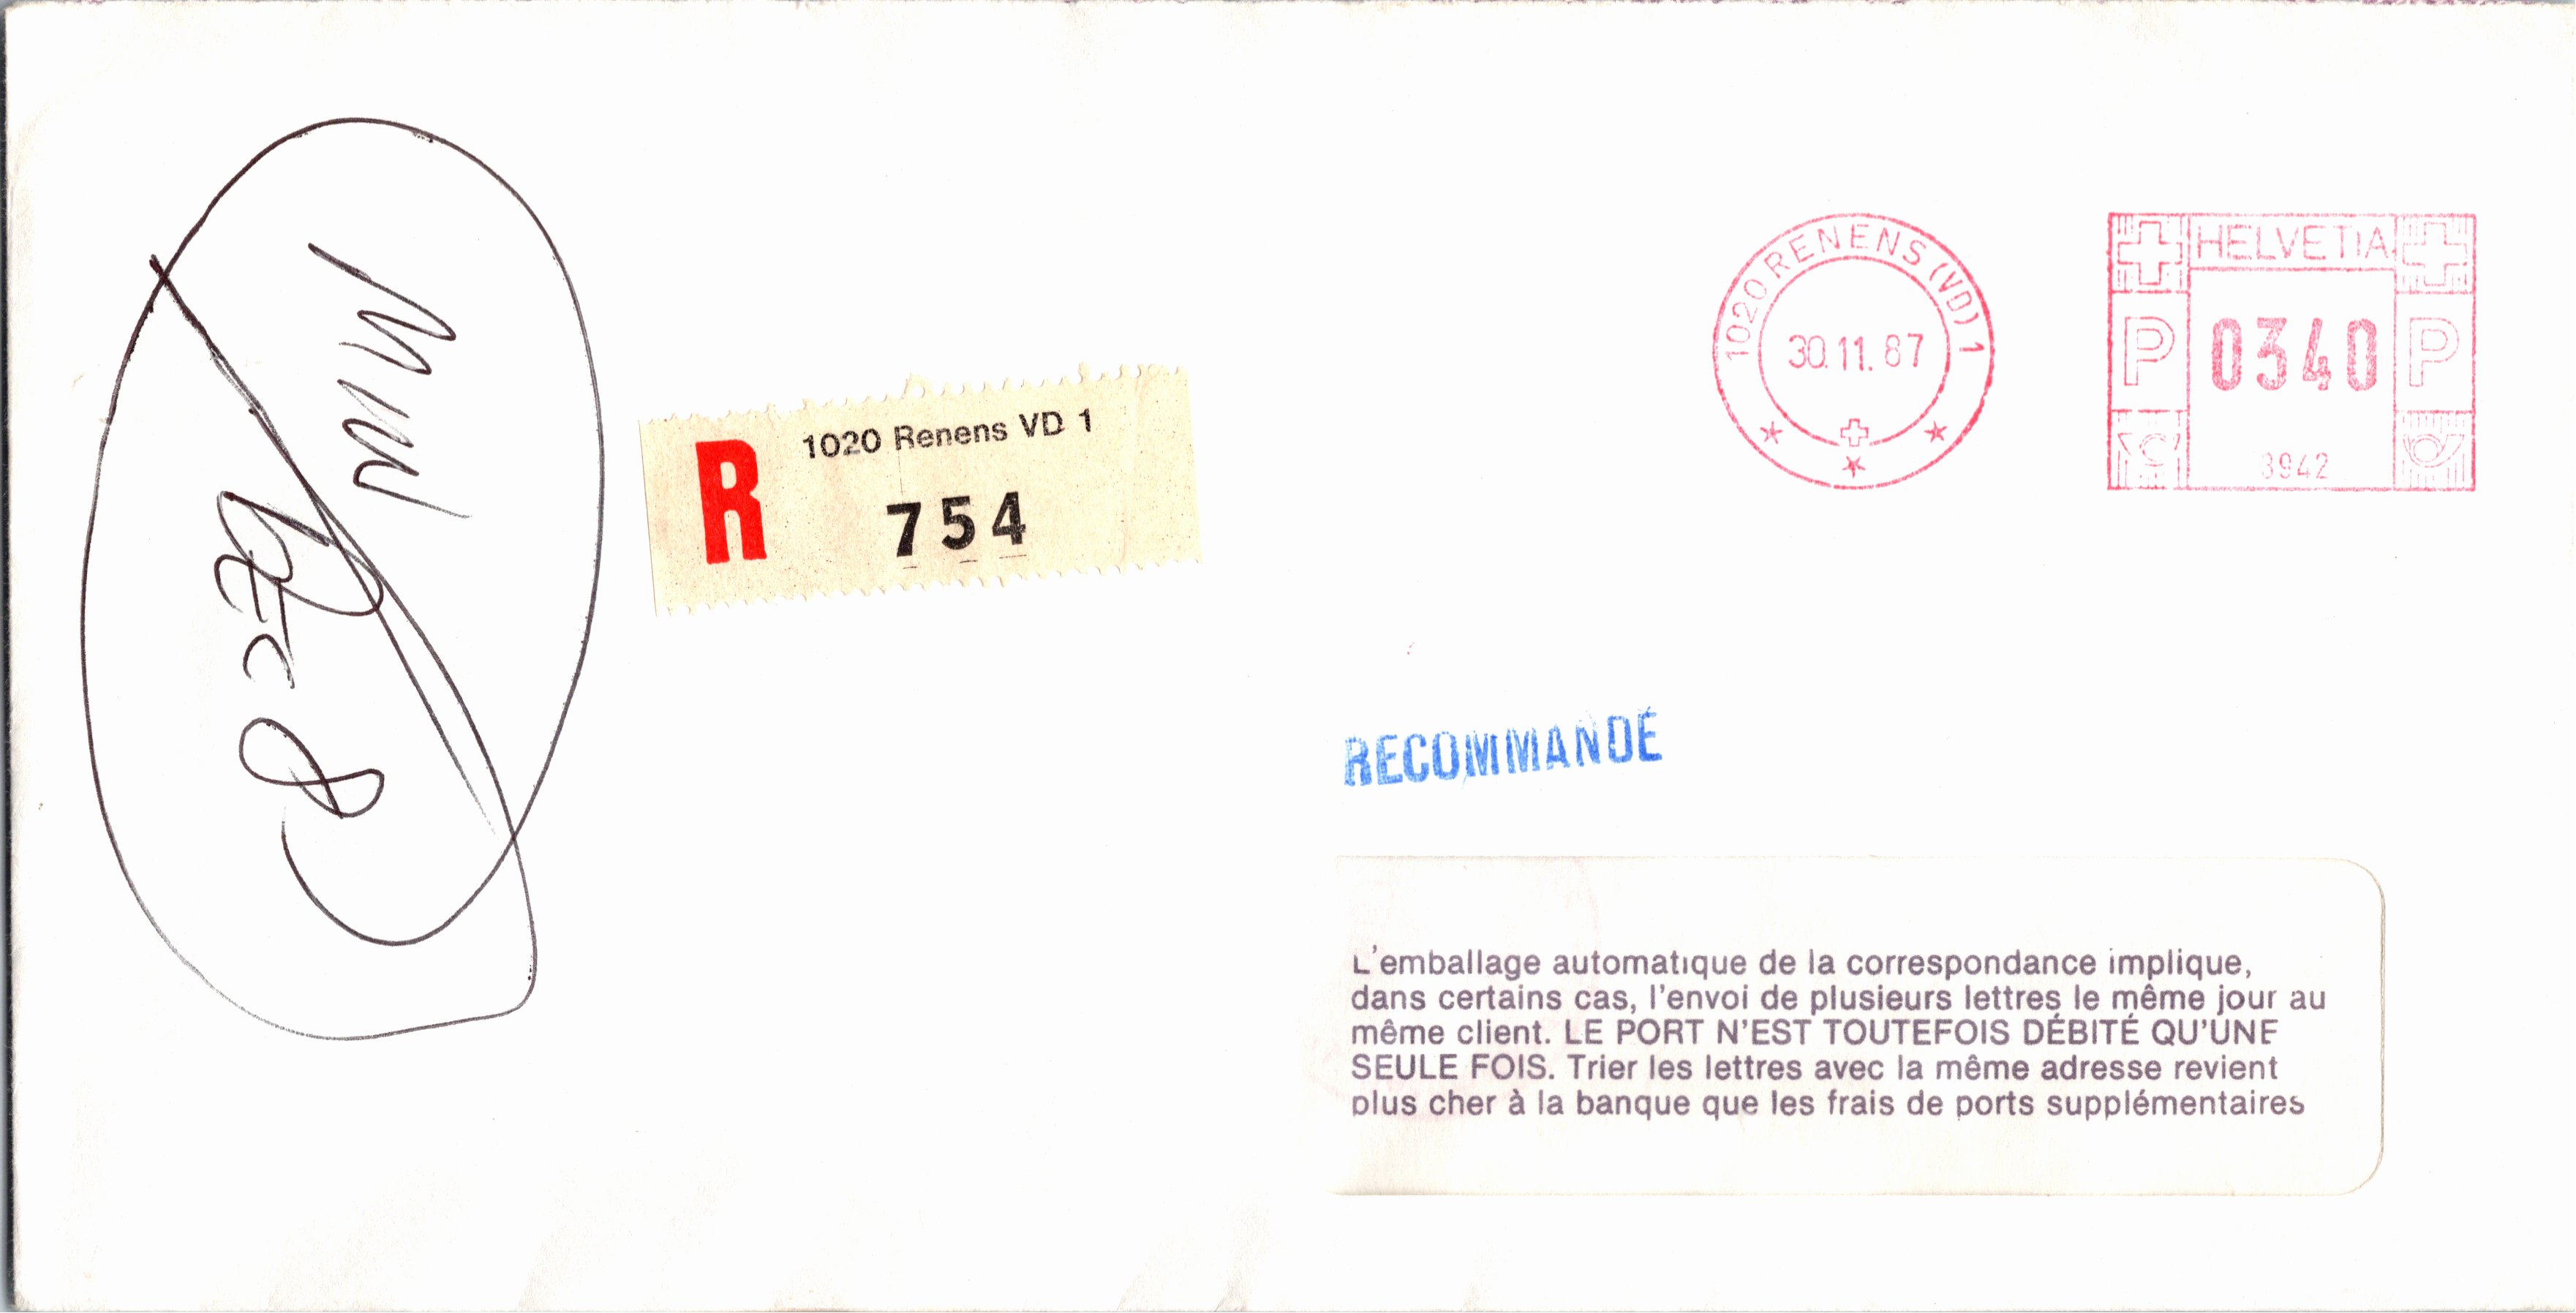 1020 RENENS (VD) 1
30.11.87
HELVETIA
P 0340 P
3942
R
1020 Renens VD 1
754
RECOMMANDÉ
L'emballage automatique de la correspondance implique,
dans certains cas, l'envoi de plusieurs lettres le même jour au
même client. LE PORT N'EST TOUTEFOIS DÉBITÉ QU'UNE
SEULE FOIS. Trier les lettres avec la même adresse revient
plus cher à la banque que les frais de ports supplémentaires